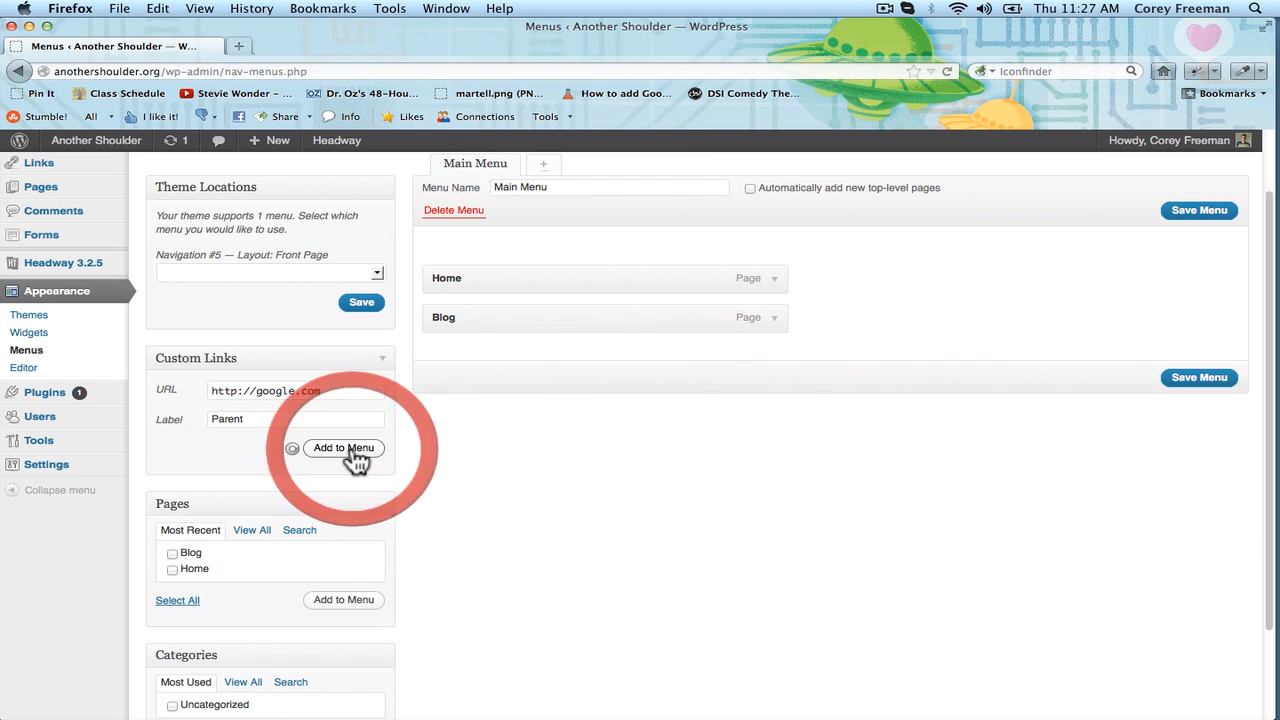 Firefox File Edit View History Bookmarks Tools Window Help Thu 11:27 AM Corey Freeman
Menus ‹ Another Shoulder — WordPress
Menus ‹ Another Shoulder — W...
anothershoulder.org/wp-admin/nav-menus.php Iconfinder
Pin It Class Schedule Stevie Wonder – ... Dr. Oz's 48-Hou... martell.org (PN... How to add Goo... DSI Comedy The... Bookmarks
Stumble! All I like it! Share Info Likes Connections Tools
Another Shoulder 1 + New Headway Howdy, Corey Freeman
Links
Pages
Comments
Forms
Headway 3.2.5
Appearance
Themes
Widgets
Menus
Editor
Plugins 1
Users
Tools
Settings
Collapse menu
Theme Locations
Your theme supports 1 menu. Select which
menu you would like to use.
Navigation #5 — Layout: Front Page
Save
Custom Links
URL http://google.com
Label Parent
Add to Menu
Pages
Most Recent View All Search
Blog
Home
Select All Add to Menu
Categories
Most Used View All Search
Uncategorized
Main Menu +
Menu Name Main Menu Automatically add new top-level pages
Delete Menu Save Menu
Home Page
Blog Page
Save Menu